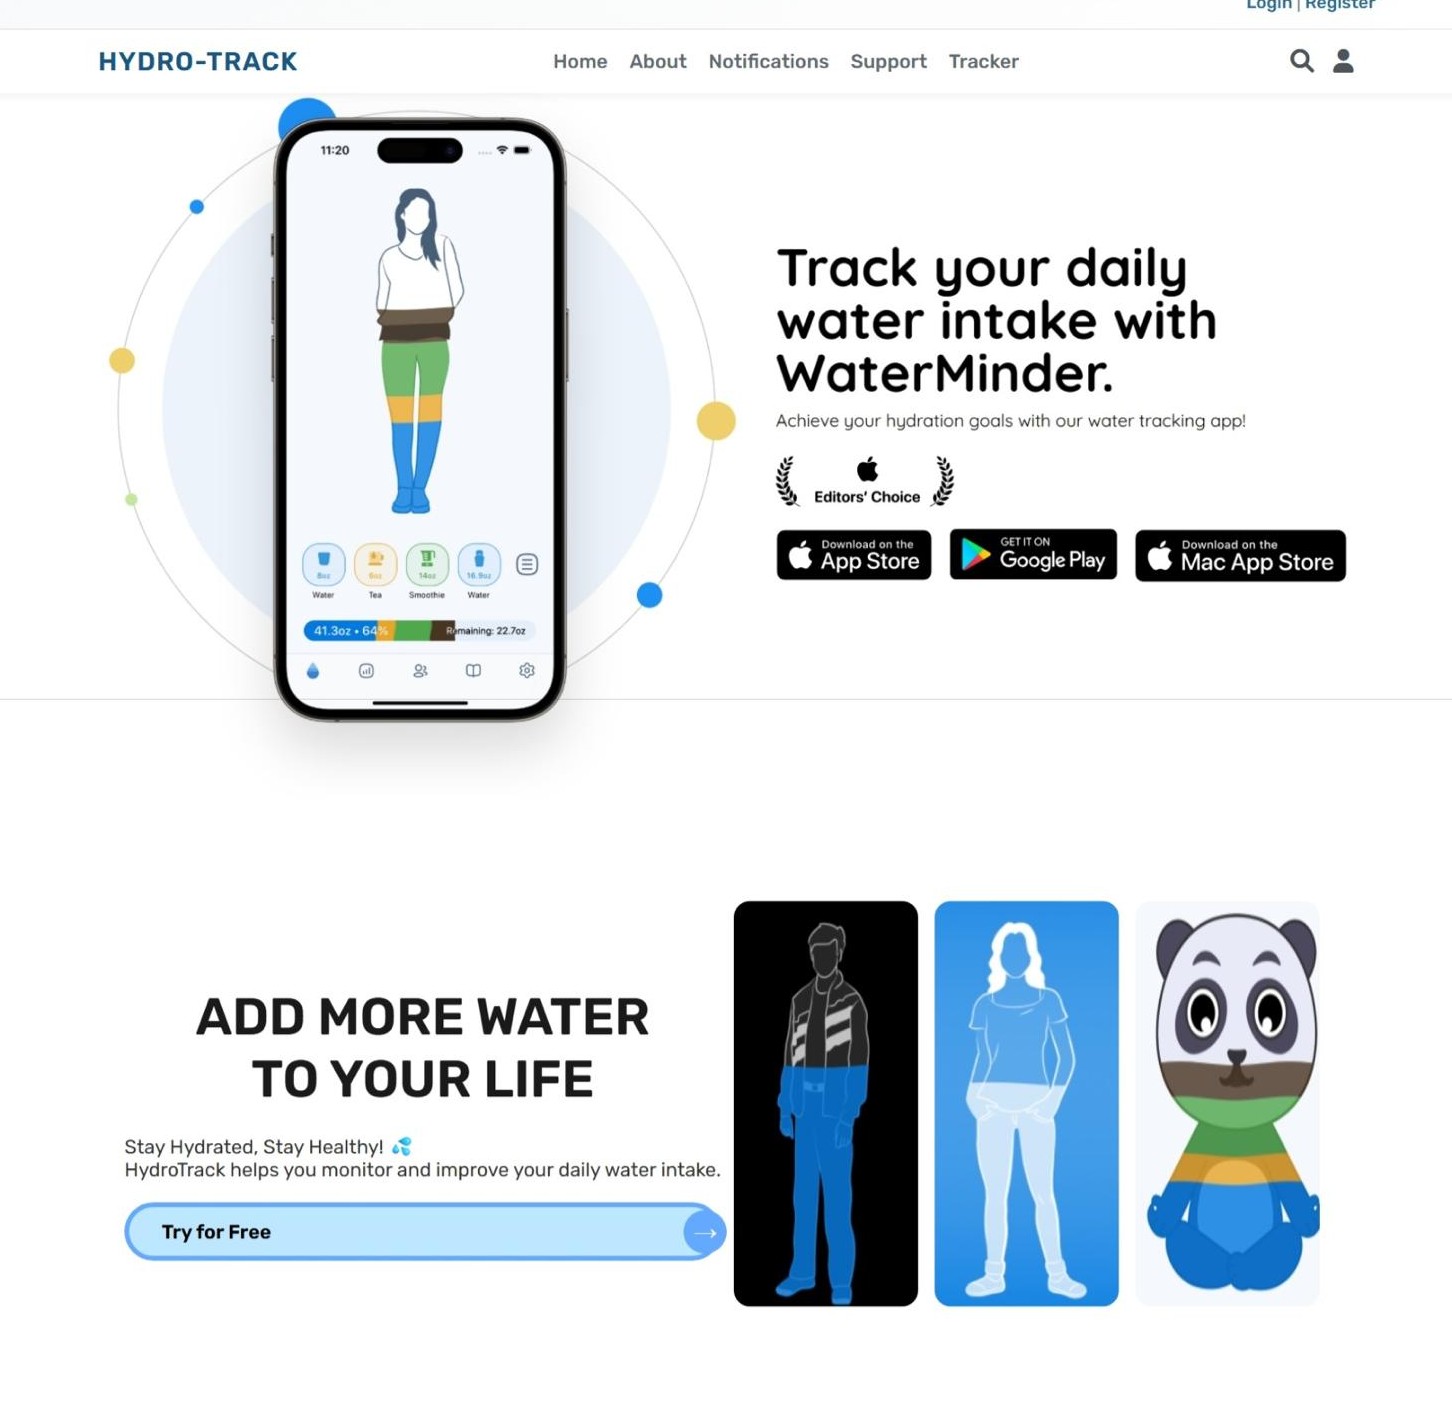 Login | Register
HYDRO-TRACK
Home About Notifications Support Tracker
11:20
8oz 6oz 14oz 16.9oz
Water Tea Smoothie Water
41.3oz • 64% Remaining: 22.7oz
Track your daily
water intake with
WaterMinder.
Achieve your hydration goals with our water tracking app!
Editors' Choice
Download on the
App Store
GET IT ON
Google Play
Download on the
Mac App Store
ADD MORE WATER
TO YOUR LIFE
Stay Hydrated, Stay Healthy! 💦
HydroTrack helps you monitor and improve your daily water intake.
Try for Free →